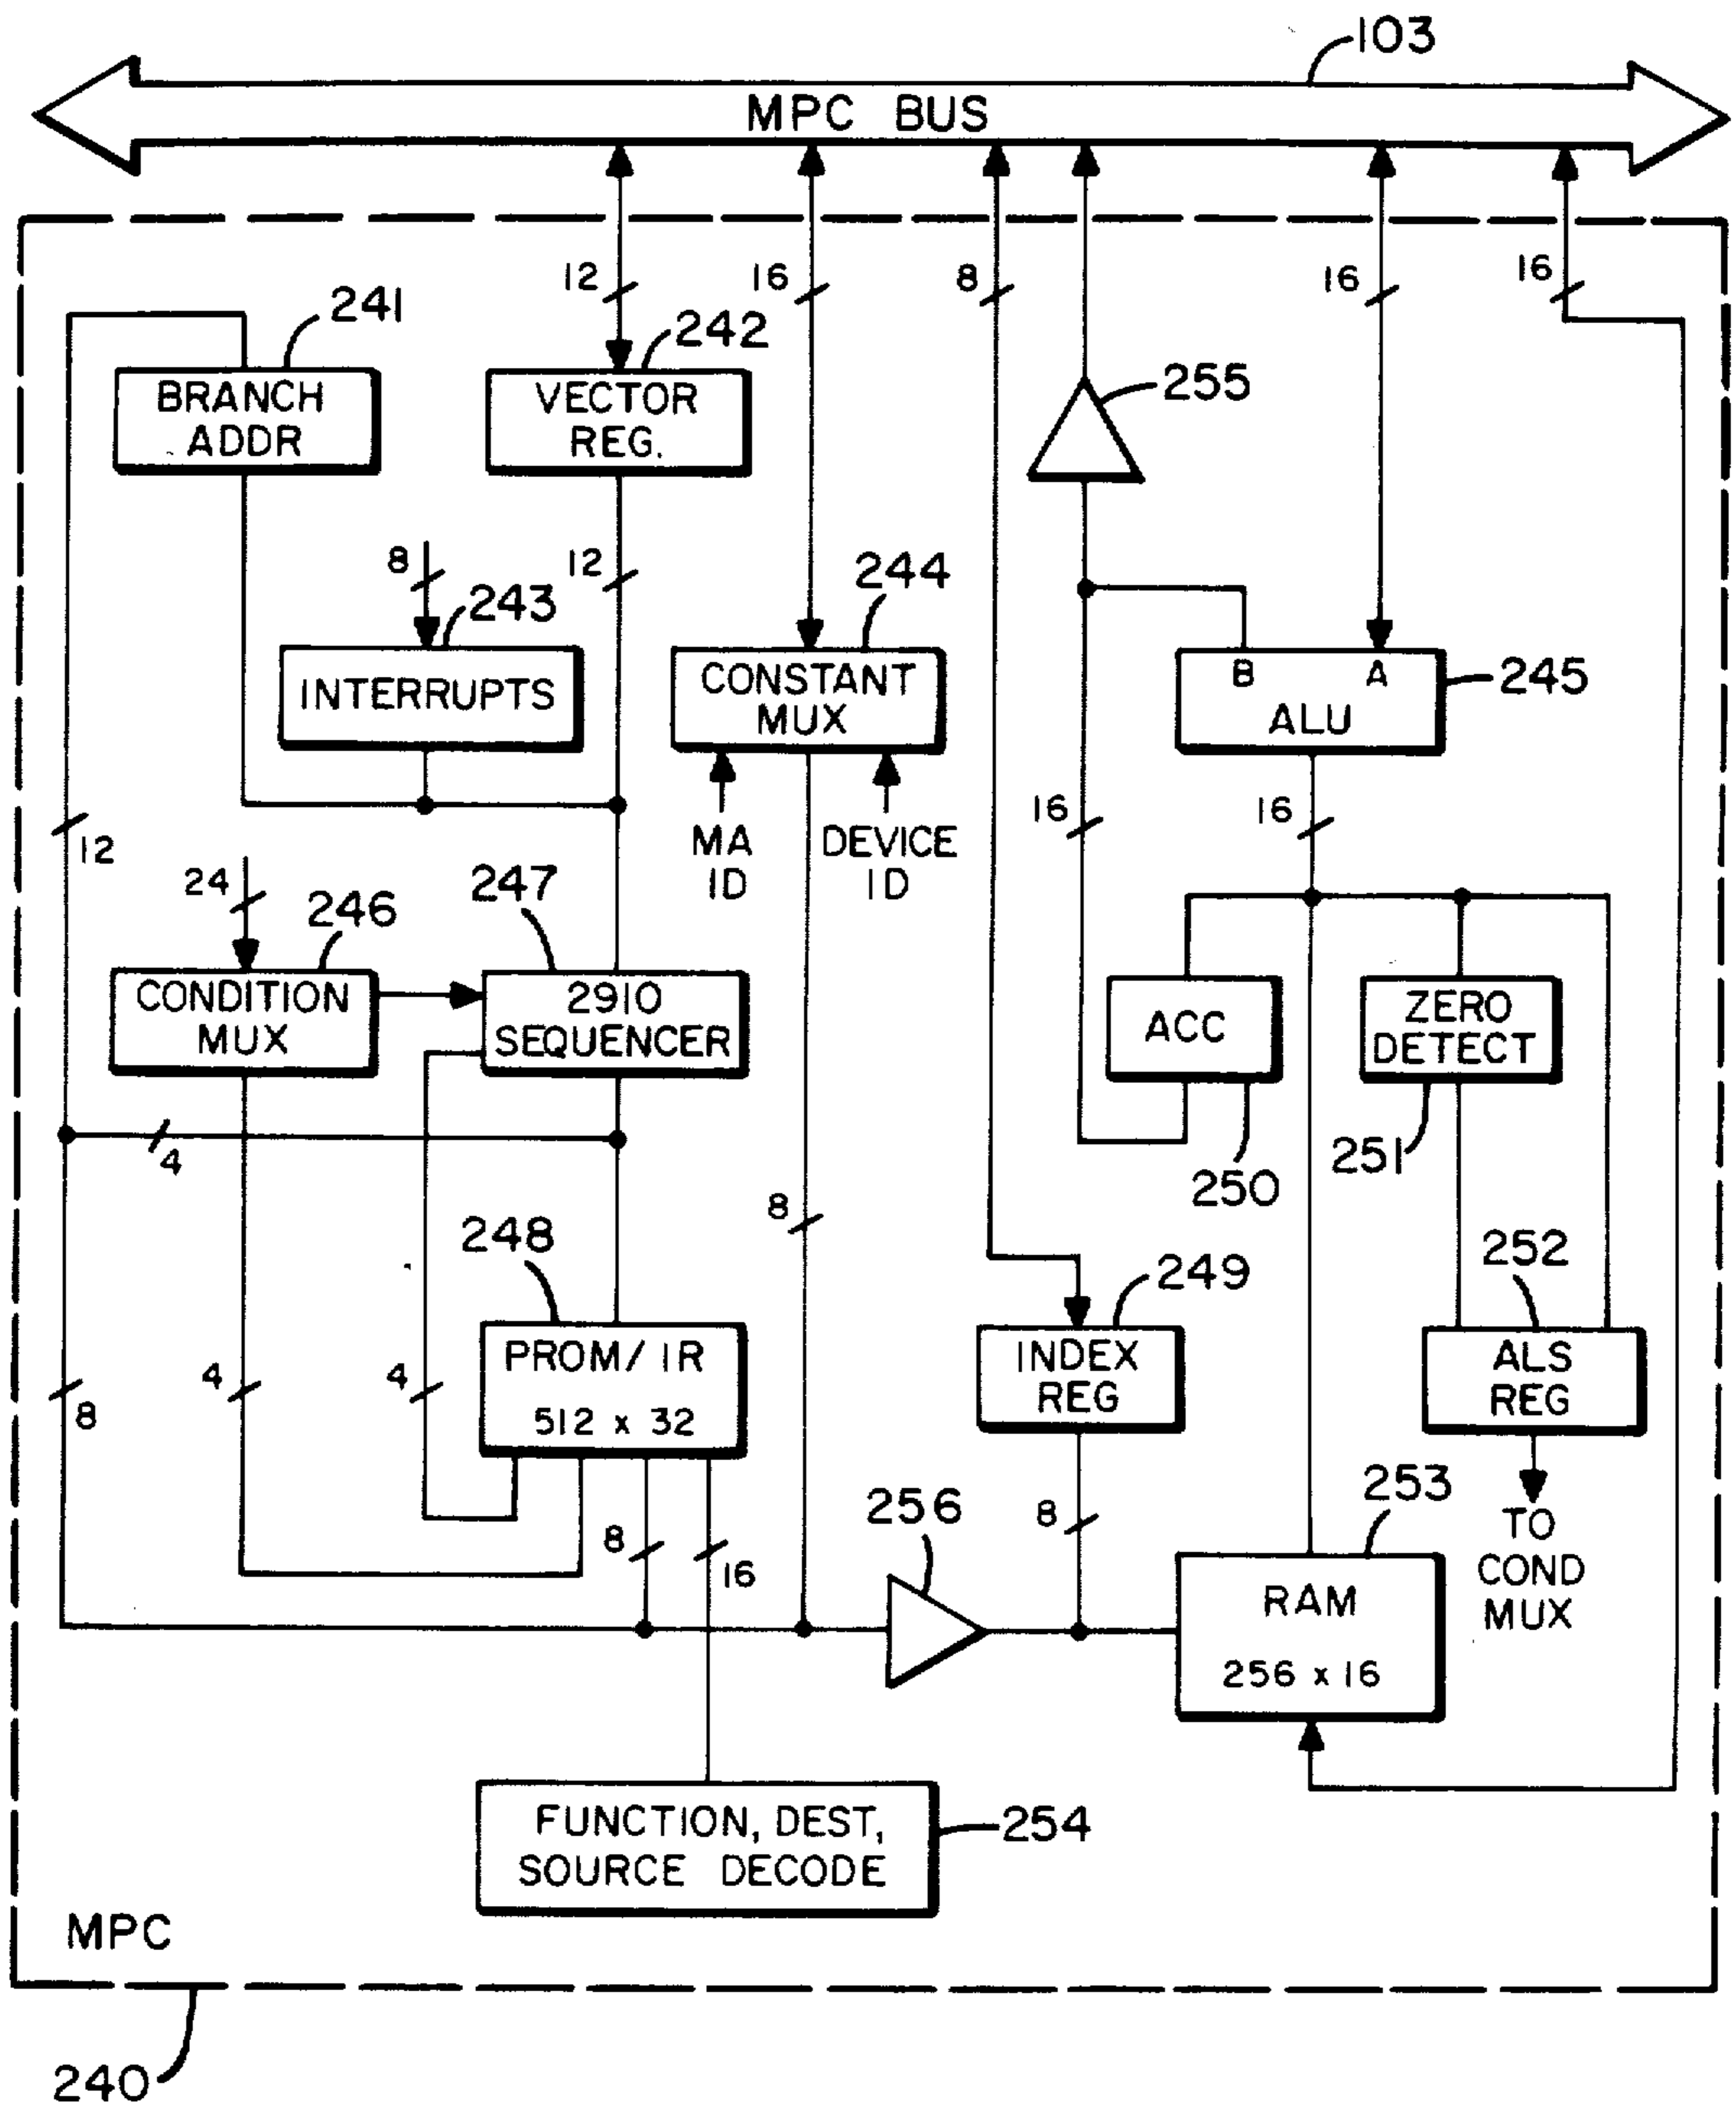 103
MPC BUS
12
16
8
16
16
241
242
255
BRANCH
ADDR
VECTOR
REG.
8
12
243
244
INTERRUPTS
CONSTANT
MUX
B
A
ALU
245
MA
ID
DEVICE
ID
16
16
12
24
246
247
CONDITION
MUX
2910
SEQUENCER
ACC
ZERO
DETECT
4
250
251
8
248
249
252
PROM/IR
512 x 32
INDEX
REG
ALS
REG
8
4
4
8
16
256
8
253
TO
COND
MUX
RAM
256 x 16
FUNCTION, DEST,
SOURCE DECODE
254
MPC
240